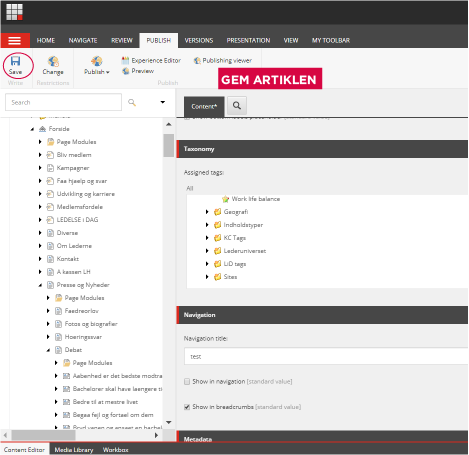 HOME NAVIGATE REVIEW PUBLISH VERSIONS PRESENTATION VIEW MY TOOLBAR
Save
Change
Publish
Experience Editor
Preview
Publishing viewer
Write
Restrictions
Publish
GEM ARTIKLEN
Search
Forside
Page Modules
Bliv medlem
Kampagner
Faa hjaelp og svar
Udvikling og karriere
Medlemsfordele
LEDELSE i DAG
Diverse
Om Lederne
Kontakt
A kassen LH
Presse og Nyheder
Page Modules
Faedreorlov
Fotos og biografier
Hoeringssvar
Debat
Page Modules
Aabenhed er det bedste modtræ
Bachelorer skal have laengere ti
Bedre til at mestre livet
Begaa fejl og fortael om dem
Content*
Taxonomy
Assigned tags:
All
Work life balance
Geografi
Indholdstyper
KC Tags
Lederuniverset
LiD tags
Sites
Navigation
Navigation title:
test
Show in navigation [standard value]
Show in breadcrumbs [standard value]
Metadata
Content Editor Media Library Workbox